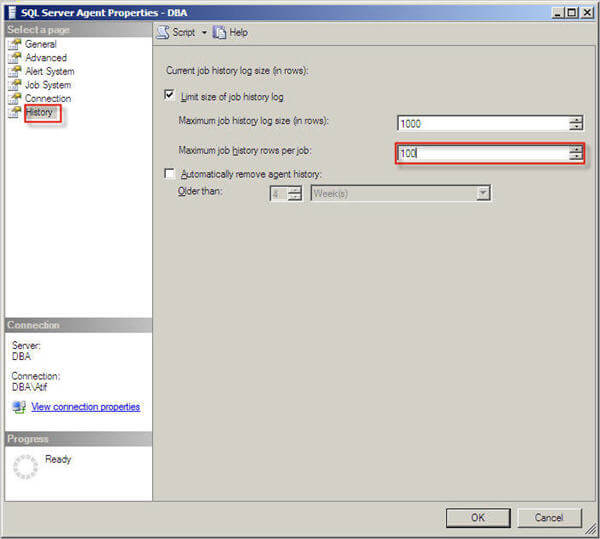 SQL Server Agent Properties - DBA
Select a page
General
Advanced
Alert System
Job System
Connection
History
Script
Help
Current job history log size (in rows):
Limit size of job history log
Maximum job history log size (in rows):
1000
Maximum job history rows per job:
100
Automatically remove agent history:
Older than:
4
Week(s)
Connection
Server:
DBA
Connection:
DBA\Atif
View connection properties
Progress
Ready
OK
Cancel